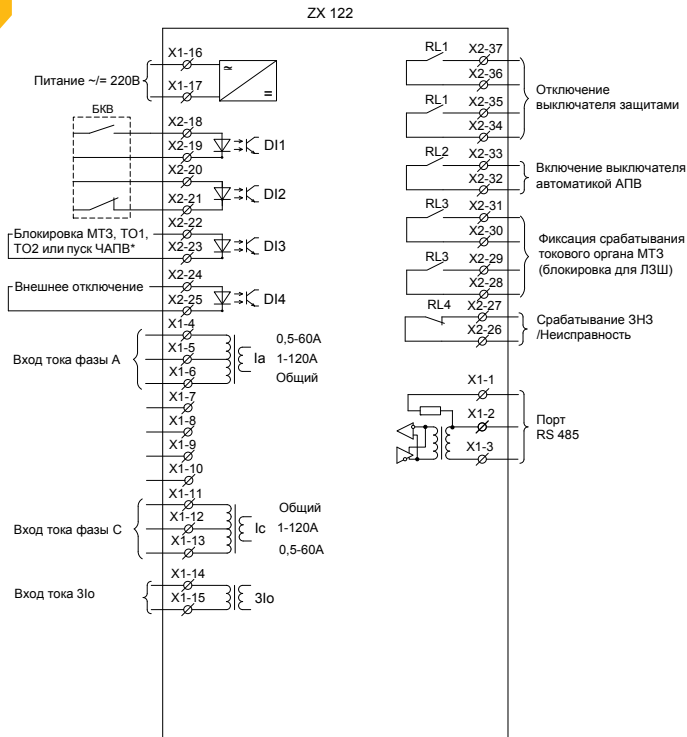 ZX 122
X1-16
Питание ~/= 220В
X1-17
БКВ
X2-18
X2-19
DI1
X2-20
X2-21
DI2
X2-22
Блокировка МТЗ, ТО1,
ТО2 или пуск ЧАПВ*
X2-23
DI3
X2-24
Внешнее отключение
X2-25
DI4
X1-4
0,5-60А
Вход тока фазы А
X1-5
Ia
1-120А
X1-6
Общий
X1-7
X1-8
X1-9
X1-10
X1-11
Общий
Вход тока фазы С
X1-12
Ic
1-120А
X1-13
0,5-60А
X1-14
Вход тока 3Io
X1-15
3Io
RL1
X2-37
X2-36
RL1
X2-35
X2-34
Отключение
выключателя защитами
RL2
X2-33
X2-32
Включение выключателя
автоматикой АПВ
RL3
X2-31
X2-30
RL3
X2-29
X2-28
Фиксация срабатывания
токового органа МТЗ
(блокировка для ЛЗШ)
RL4
X2-27
X2-26
Срабатывание ЗНЗ
/Неисправность
X1-1
X1-2
X1-3
Порт
RS 485